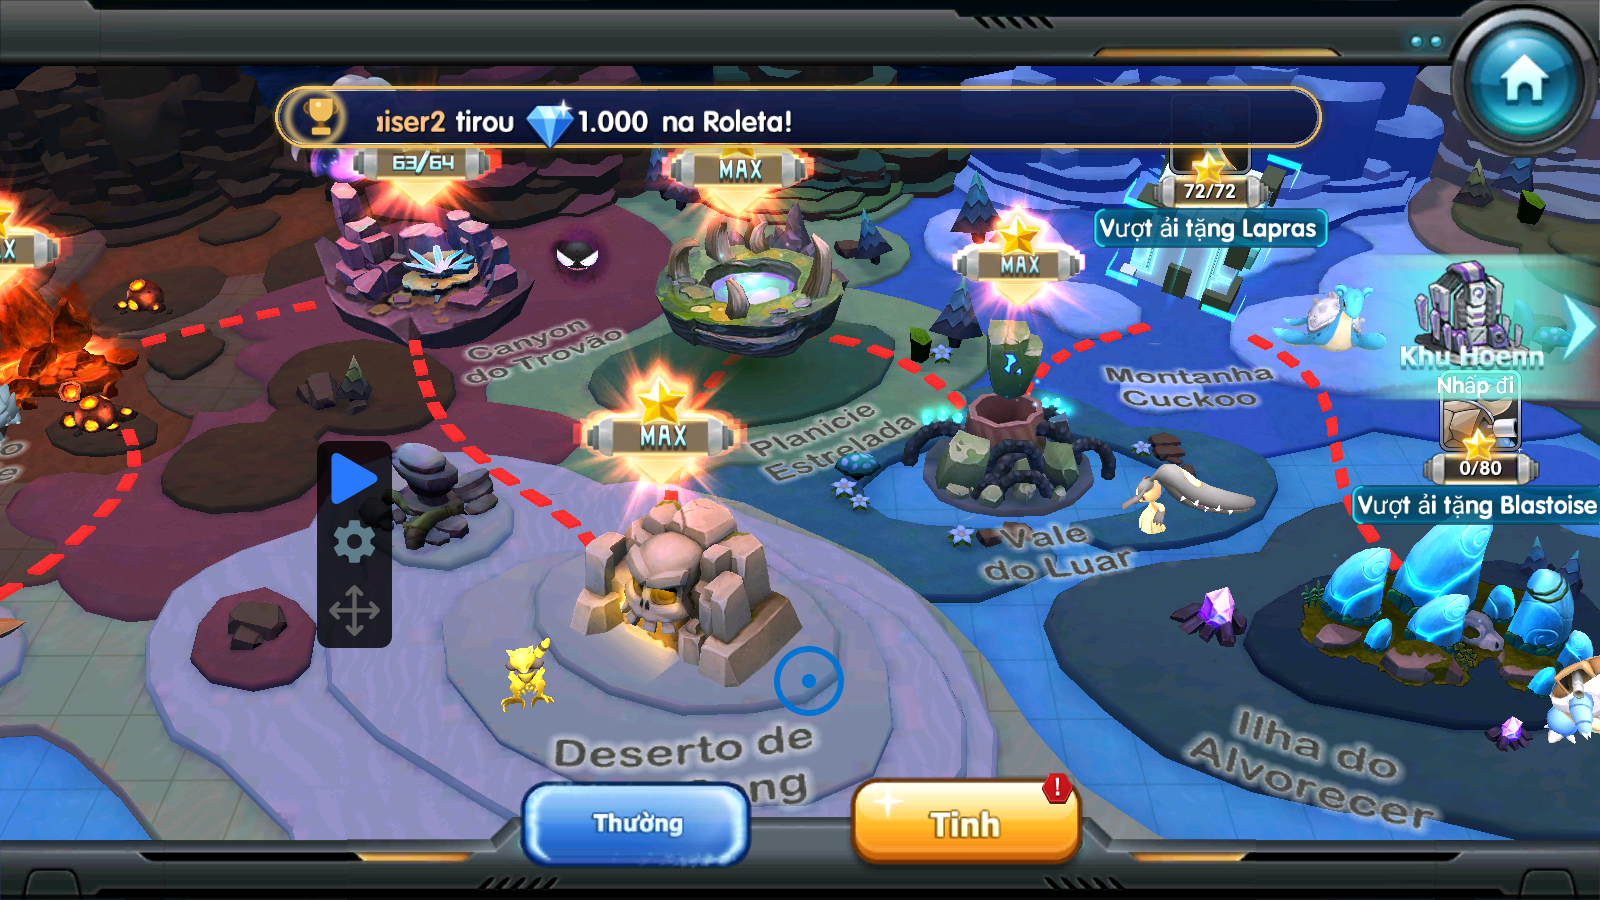 aiser2 tirou 1.000 na Roleta!
63/64
MAX
72/72
Vượt ải tặng Lapras
MAX
Canyon
do Trovão
Khu Hoenn
Nhấp đi
Montanha
Cuckoo
MAX
Planície
Estrelada
0/80
Vượt ải tặng Blastoise
Vale
do Luar
Deserto de
Ilha do
Alvorecer
Thường
Tinh